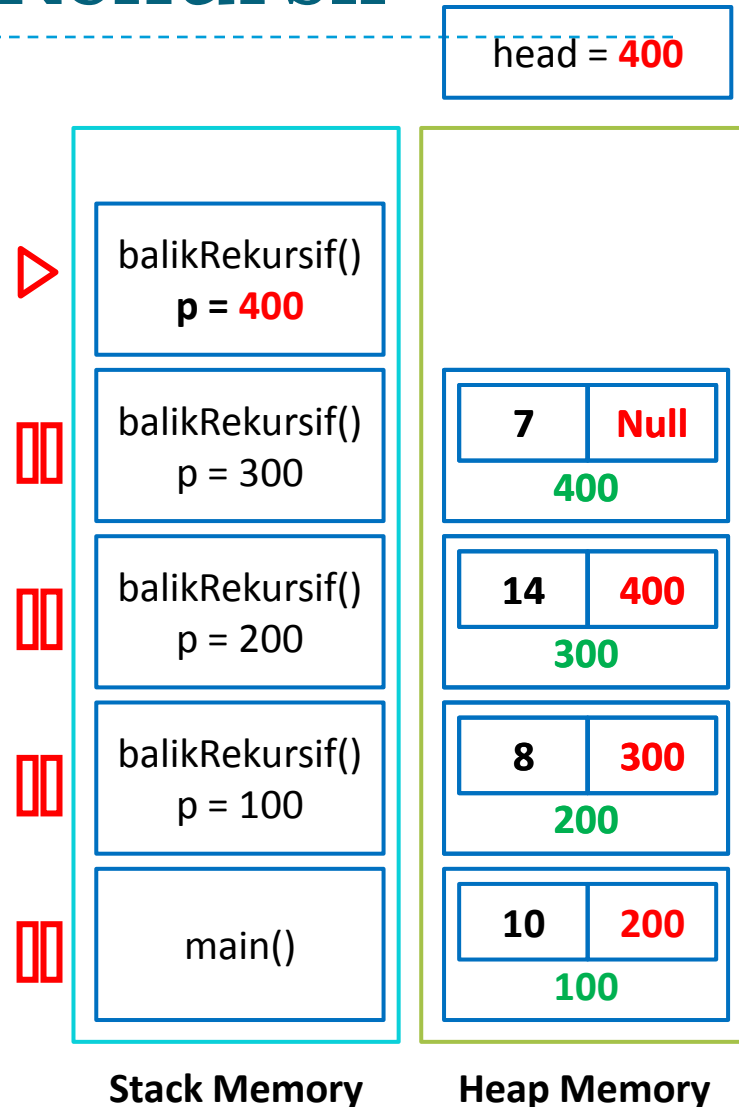 head = 400
balikRekursif()
p = 400
balikRekursif()
p = 300
7 Null
400
balikRekursif()
p = 200
14 400
300
balikRekursif()
p = 100
8 300
200
main()
10 200
100
Stack Memory
Heap Memory